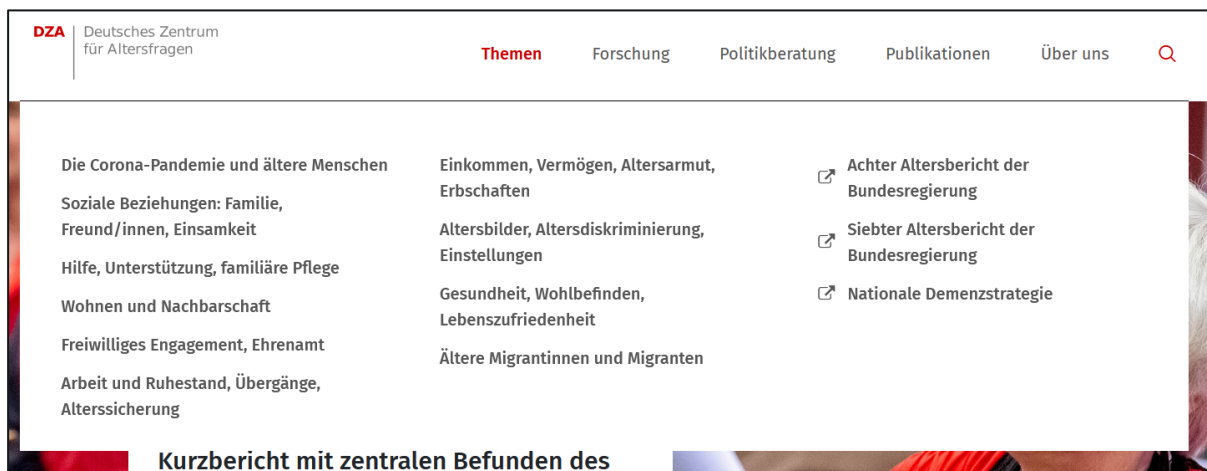 DZA Deutsches Zentrum
für Altersfragen
Themen Forschung Politikberatung Publikationen Über uns
Die Corona-Pandemie und ältere Menschen
Soziale Beziehungen: Familie,
Freund/innen, Einsamkeit
Hilfe, Unterstützung, familiäre Pflege
Wohnen und Nachbarschaft
Freiwilliges Engagement, Ehrenamt
Arbeit und Ruhestand, Übergänge,
Alterssicherung
Einkommen, Vermögen, Altersarmut,
Erbschaften
Altersbilder, Altersdiskriminierung,
Einstellungen
Gesundheit, Wohlbefinden,
Lebenszufriedenheit
Ältere Migrantinnen und Migranten
Achter Altersbericht der
Bundesregierung
Siebter Altersbericht der
Bundesregierung
Nationale Demenzstrategie
Kurzbericht mit zentralen Befunden des